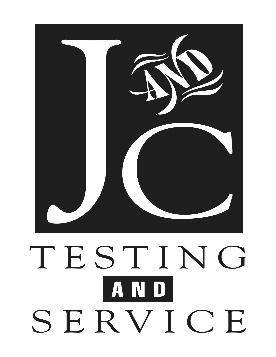 J AND C
TESTING
AND
SERVICE